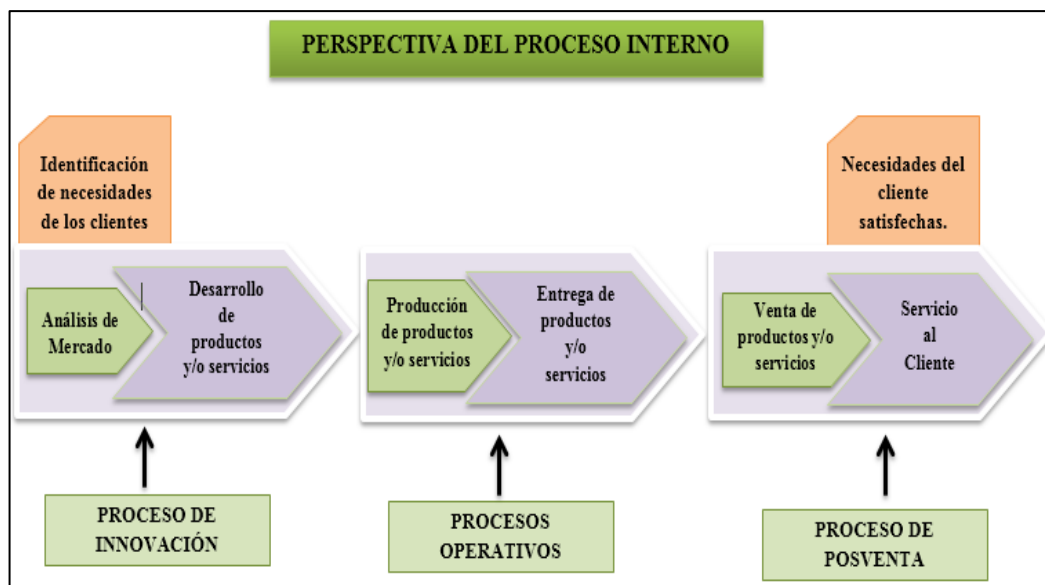 PERSPECTIVA DEL PROCESO INTERNO
Identificación
de necesidades
de los clientes
Necesidades del
cliente
satisfechas.
Análisis de
Mercado
Desarrollo
de
productos
y/o servicios
Producción
de productos
y/o servicios
Entrega de
productos
y/o
servicios
Venta de
productos y/o
servicios
Servicio
al
Cliente
PROCESO DE
INNOVACIÓN
PROCESOS
OPERATIVOS
PROCESO DE
POSVENTA